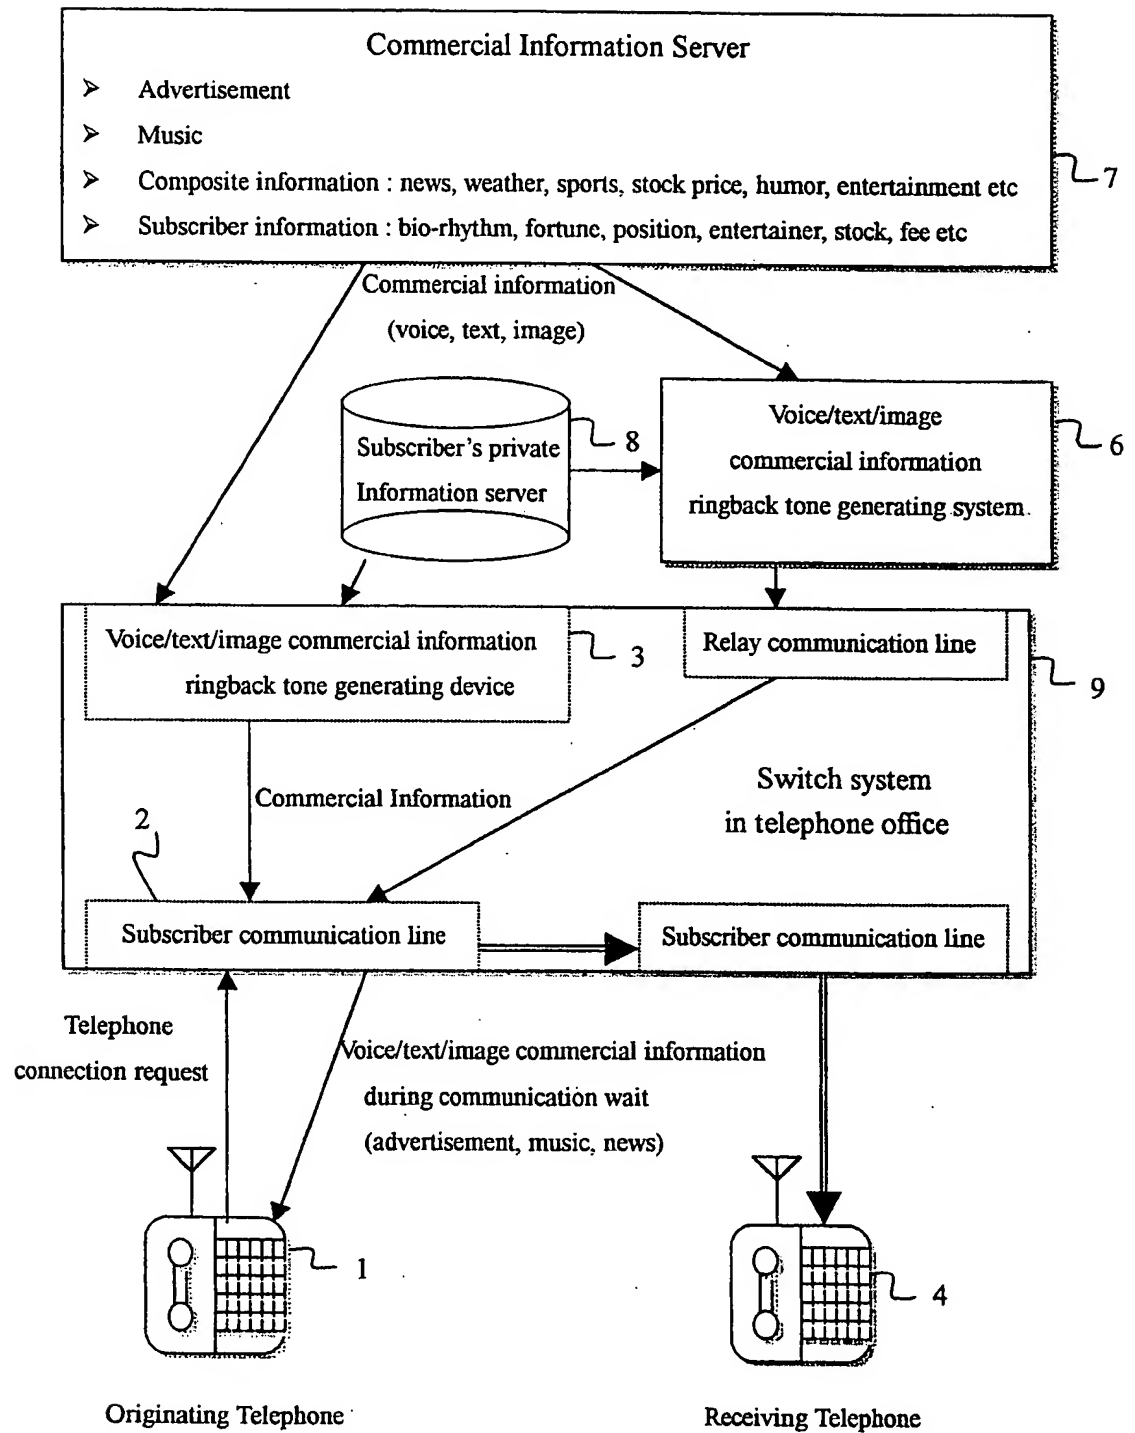 Commercial Information Server
➢ Advertisement
➢ Music
➢ Composite information : news, weather, sports, stock price, humor, entertainment etc
➢ Subscriber information : bio-rhythm, fortune, position, entertainer, stock, fee etc
7
Commercial information
(voice, text, image)
Subscriber's private
Information server
8
Voice/text/image
commercial information
ringback tone generating system
6
Voice/text/image commercial information
ringback tone generating device
3
Relay communication line
9
Commercial Information
Switch system
in telephone office
2
Subscriber communication line
Subscriber communication line
Telephone
connection request
Voice/text/image commercial information
during communication wait
(advertisement, music, news)
1
4
Originating Telephone
Receiving Telephone